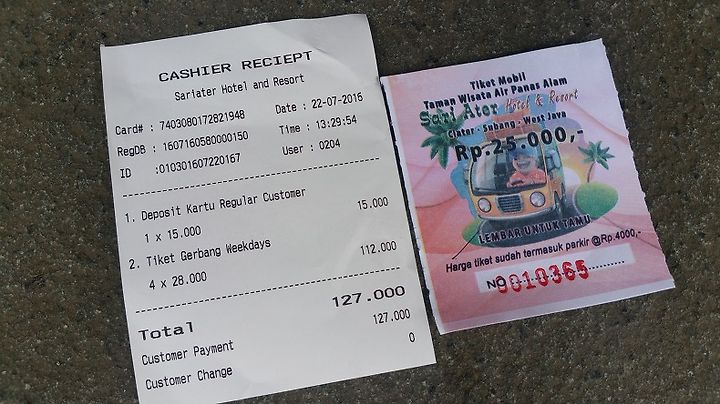 CASHIER RECIEPT
Sariater Hotel and Resort
Card# : 7403080172821948 Date : 22-07-2016
RegDB : 1607160580000150 Time : 13:29:54
ID :010301607220167 User : 0204
1. Deposit Kartu Regular Customer
1 x 15.000 15.000
2. Tiket Gerbang Weekdays
4 x 28.000 112.000
Total 127.000
Customer Payment 127.000
Customer Change 0
Tiket Mobil
Taman Wisata Air Panas Alam
Sari Ater Hotel & Resort
Ciater - Subang - West Java
Rp.25.000,-
LEMBAR UNTUK TAMU
Harga tiket sudah termasuk parkir @Rp.4000,-
No 0010365